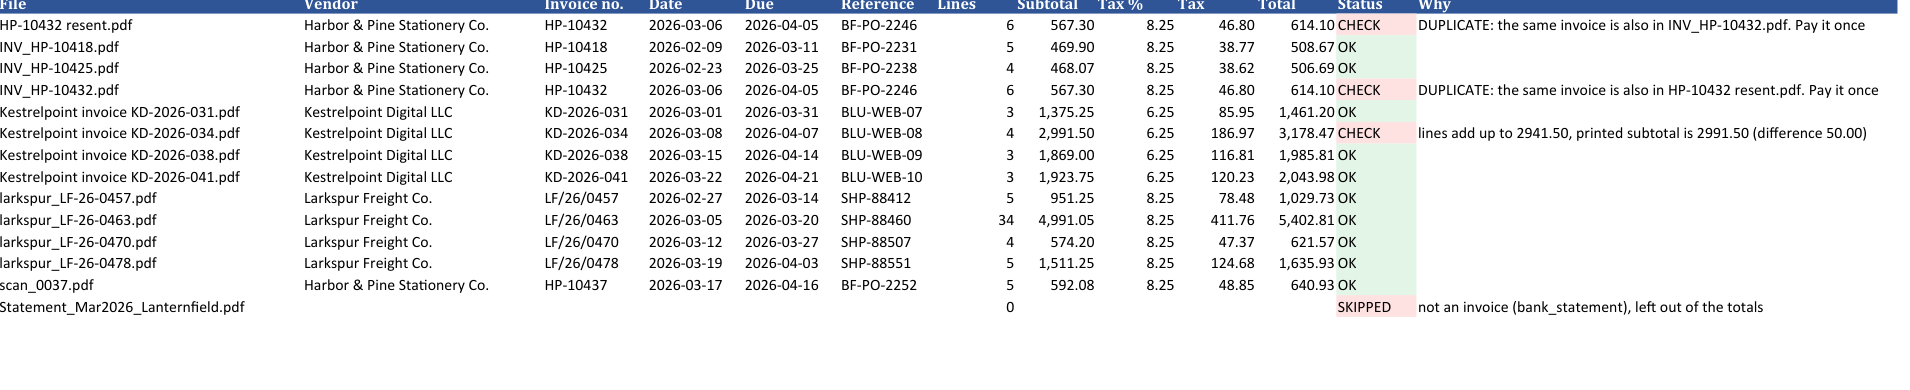 File Vendor Invoice no. Date Due Reference Lines Subtotal Tax % Tax Total Status Why
HP-10432 resent.pdf Harbor & Pine Stationery Co. HP-10432 2026-03-06 2026-04-05 BF-PO-2246 6 567.30 8.25 46.80 614.10 CHECK DUPLICATE: the same invoice is also in INV_HP-10432.pdf. Pay it once
INV_HP-10418.pdf Harbor & Pine Stationery Co. HP-10418 2026-02-09 2026-03-11 BF-PO-2231 5 469.90 8.25 38.77 508.67 OK
INV_HP-10425.pdf Harbor & Pine Stationery Co. HP-10425 2026-02-23 2026-03-25 BF-PO-2238 4 468.07 8.25 38.62 506.69 OK
INV_HP-10432.pdf Harbor & Pine Stationery Co. HP-10432 2026-03-06 2026-04-05 BF-PO-2246 6 567.30 8.25 46.80 614.10 CHECK DUPLICATE: the same invoice is also in HP-10432 resent.pdf. Pay it once
Kestrelpoint invoice KD-2026-031.pdf Kestrelpoint Digital LLC KD-2026-031 2026-03-01 2026-03-31 BLU-WEB-07 3 1,375.25 6.25 85.95 1,461.20 OK
Kestrelpoint invoice KD-2026-034.pdf Kestrelpoint Digital LLC KD-2026-034 2026-03-08 2026-04-07 BLU-WEB-08 4 2,991.50 6.25 186.97 3,178.47 CHECK lines add up to 2941.50, printed subtotal is 2991.50 (difference 50.00)
Kestrelpoint invoice KD-2026-038.pdf Kestrelpoint Digital LLC KD-2026-038 2026-03-15 2026-04-14 BLU-WEB-09 3 1,869.00 6.25 116.81 1,985.81 OK
Kestrelpoint invoice KD-2026-041.pdf Kestrelpoint Digital LLC KD-2026-041 2026-03-22 2026-04-21 BLU-WEB-10 3 1,923.75 6.25 120.23 2,043.98 OK
larkspur_LF-26-0457.pdf Larkspur Freight Co. LF/26/0457 2026-02-27 2026-03-14 SHP-88412 5 951.25 8.25 78.48 1,029.73 OK
larkspur_LF-26-0463.pdf Larkspur Freight Co. LF/26/0463 2026-03-05 2026-03-20 SHP-88460 34 4,991.05 8.25 411.76 5,402.81 OK
larkspur_LF-26-0470.pdf Larkspur Freight Co. LF/26/0470 2026-03-12 2026-03-27 SHP-88507 4 574.20 8.25 47.37 621.57 OK
larkspur_LF-26-0478.pdf Larkspur Freight Co. LF/26/0478 2026-03-19 2026-04-03 SHP-88551 5 1,511.25 8.25 124.68 1,635.93 OK
scan_0037.pdf Harbor & Pine Stationery Co. HP-10437 2026-03-17 2026-04-16 BF-PO-2252 5 592.08 8.25 48.85 640.93 OK
Statement_Mar2026_Lanternfield.pdf 0 SKIPPED not an invoice (bank_statement), left out of the totals